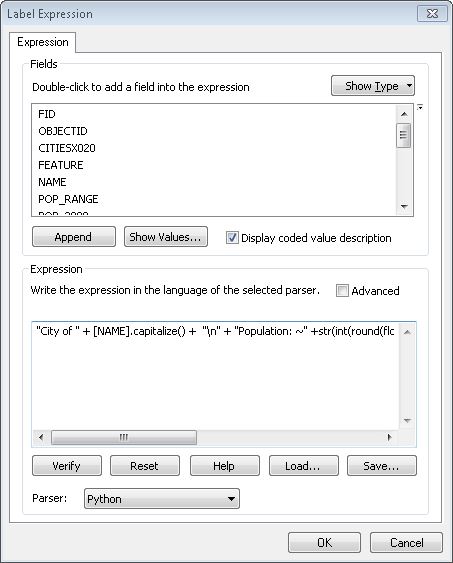 Label Expression
Expression
Fields
Double-click to add a field into the expression
Show Type
FID
OBJECTID
CITIESX020
FEATURE
NAME
POP_RANGE
POP_2000
Append
Show Values...
Display coded value description
Expression
Write the expression in the language of the selected parser.
Advanced
"City of " + [NAME].capitalize() +  "\n" + "Population: ~" +str(int(round(flo
Verify
Reset
Help
Load...
Save...
Parser:
Python
OK
Cancel